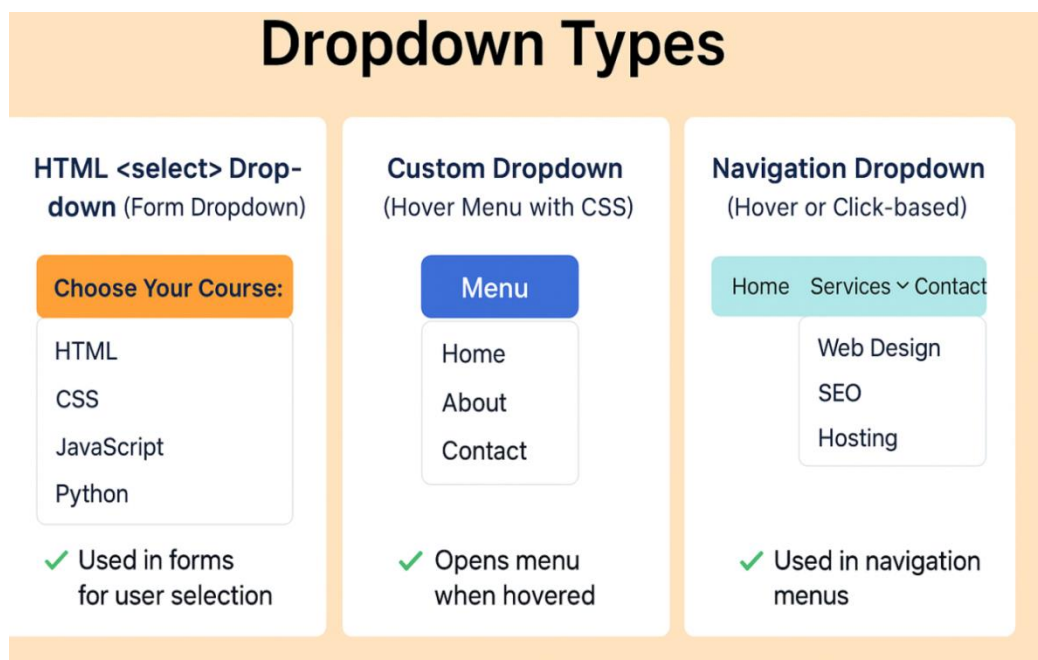 Dropdown Types
HTML <select> Drop-
down (Form Dropdown)
Choose Your Course:
HTML
CSS
JavaScript
Python
Used in forms
for user selection
Custom Dropdown
(Hover Menu with CSS)
Menu
Home
About
Contact
Opens menu
when hovered
Navigation Dropdown
(Hover or Click-based)
Home Services Contact
Web Design
SEO
Hosting
Used in navigation
menus